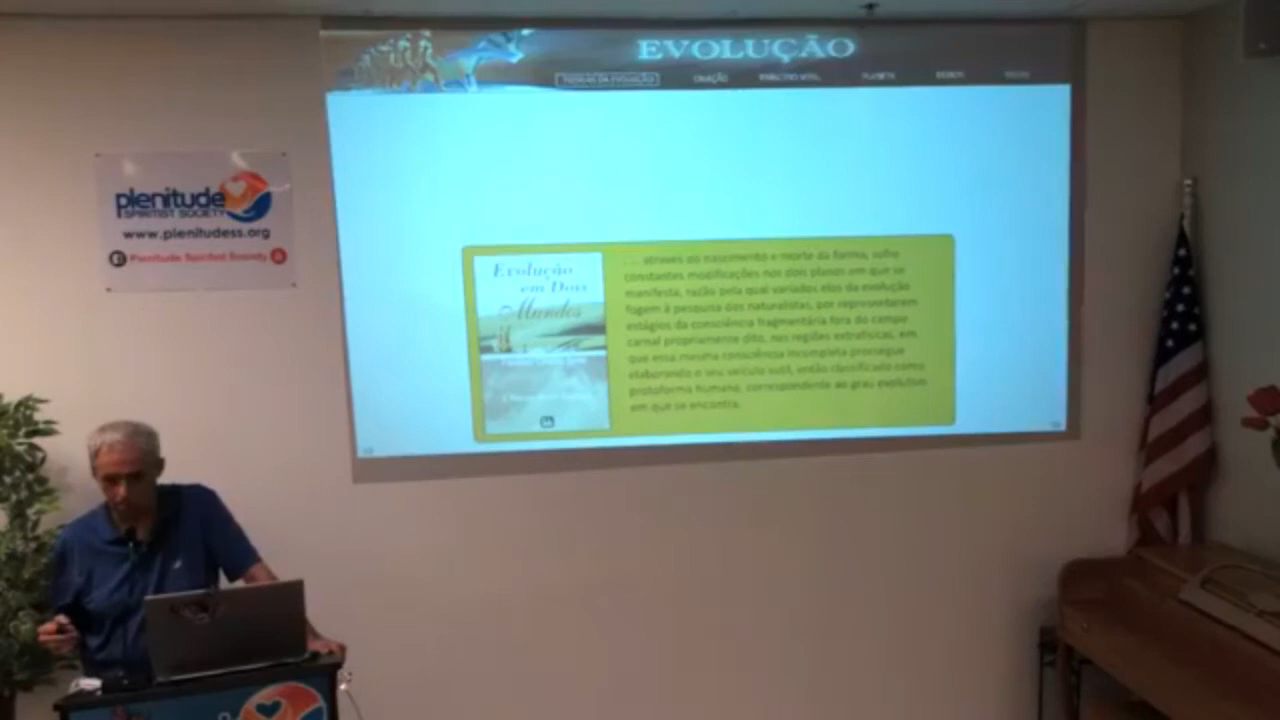 EVOLUÇÃO
TEORIAS DA EVOLUÇÃO CRIAÇÃO PRINCÍPIO VITAL PLANETA
plenitude
SPIRITIST SOCIETY
www.plenitudess.org
Plenitude Spiritist Society
Evolução
em Dois
Mundos
... através do nascimento e morte da forma, sofre
constantes modificações nos dois planos em que se
manifesta, razão pela qual variados elos da evolução
fogem à pesquisa dos naturalistas, por representarem
estágios da consciência fragmentária fora do campo
carnal propriamente dito, nas regiões extrafísicas, em
que essa mesma consciência incompleta prossegue
elaborando o seu veículo sutil, então classificado como
protoforma humana, correspondente ao grau evolutivo
em que se encontra.